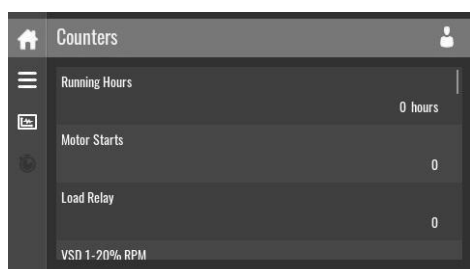 Counters
Running Hours
0 hours
Motor Starts
0
Load Relay
0
VSD 1-20% RPM